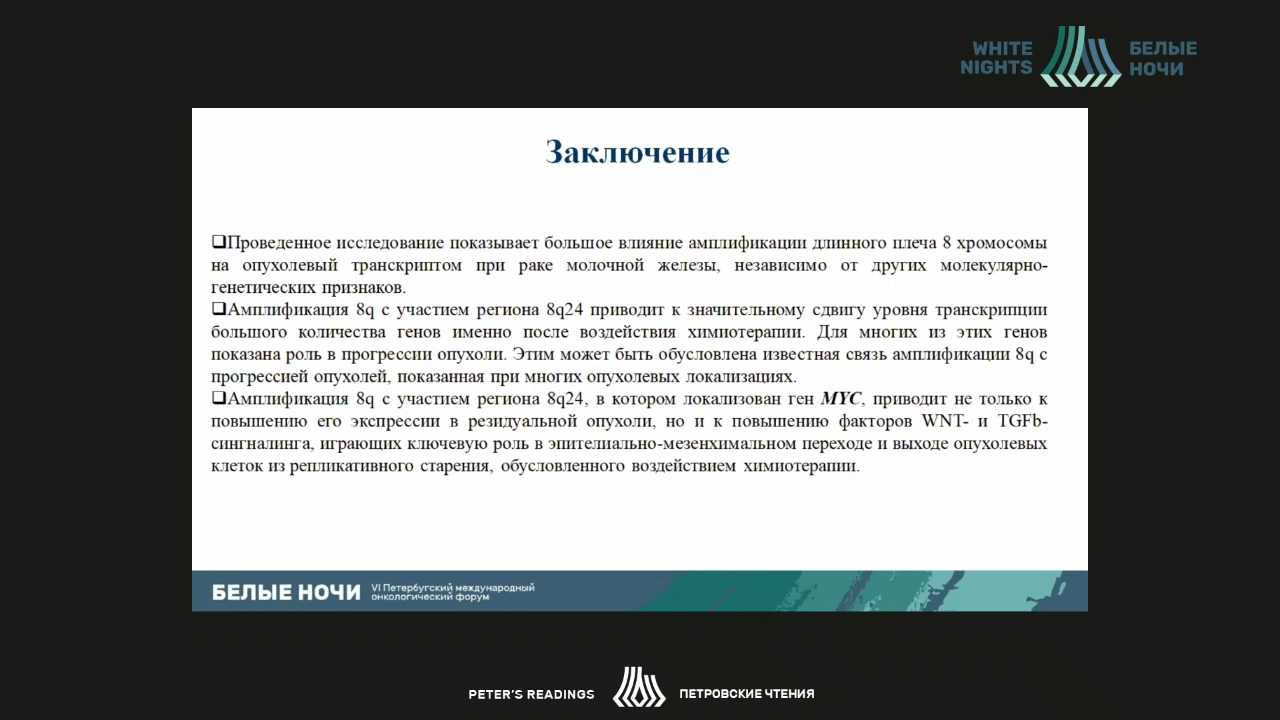 WHITE NIGHTS
БЕЛЫЕ НОЧИ
Заключение
❑Проведенное исследование показывает большое влияние амплификации длинного плеча 8 хромосомы
на опухолевый транскриптом при раке молочной железы, независимо от других молекулярно-
генетических признаков.
❑Амплификация 8q с участием региона 8q24 приводит к значительному сдвигу уровня транскрипции
большого количества генов именно после воздействия химиотерапии. Для многих из этих генов
показана роль в прогрессии опухоли. Этим может быть обусловлена известная связь амплификации 8q с
прогрессией опухолей, показанная при многих опухолевых локализациях.
❑Амплификация 8q с участием региона 8q24, в котором локализован ген MYC, приводит не только к
повышению его экспрессии в резидуальной опухоли, но и к повышению факторов WNT- и TGFb-
сингналинга, играющих ключевую роль в эпителиально-мезенхимальном переходе и выходе опухолевых
клеток из репликативного старения, обусловленного воздействием химиотерапии.
БЕЛЫЕ НОЧИ
VI Петербугский международный
онкологический форум
PETER'S READINGS
ПЕТРОВСКИЕ ЧТЕНИЯ